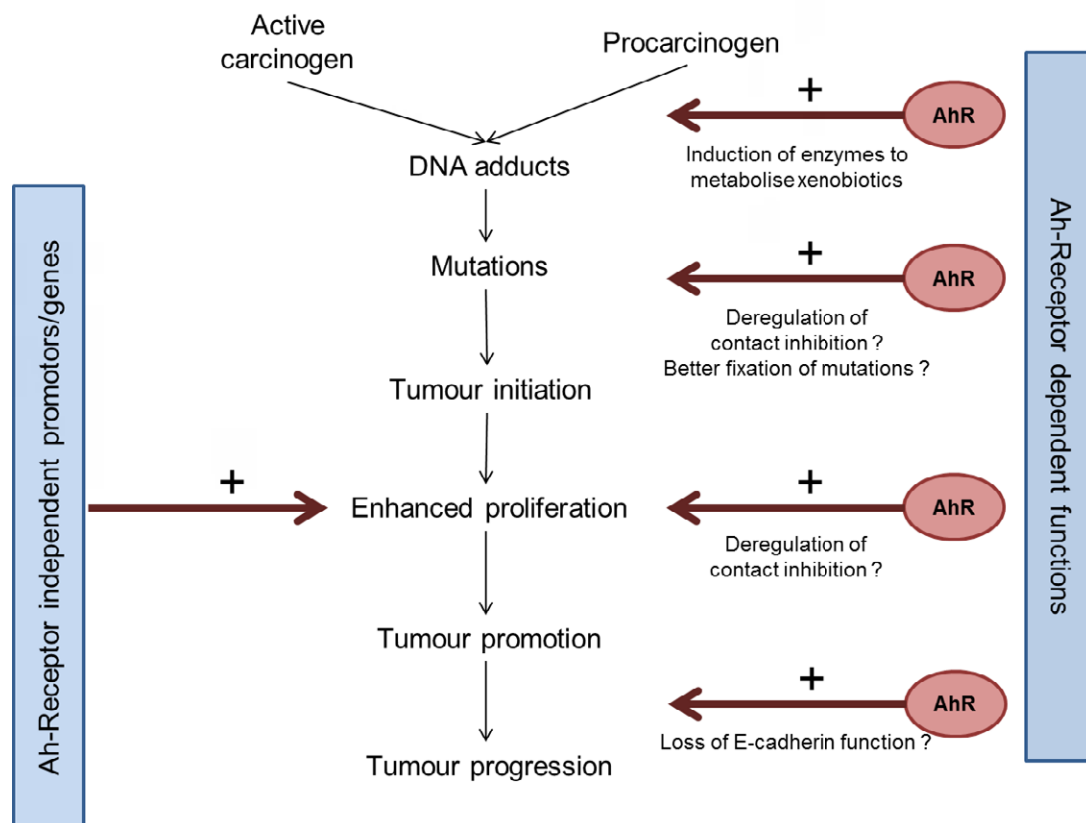 Active
carcinogen
Procarcinogen
+
AhR
Induction of enzymes to
metabolise xenobiotics
DNA adducts
Mutations
+
AhR
Deregulation of
contact inhibition ?
Better fixation of mutations ?
Tumour initiation
+
Enhanced proliferation
+
AhR
Deregulation of
contact inhibition ?
Tumour promotion
+
AhR
Loss of E-cadherin function ?
Tumour progression
Ah-Receptor independent promotors/genes
Ah-Receptor dependent functions